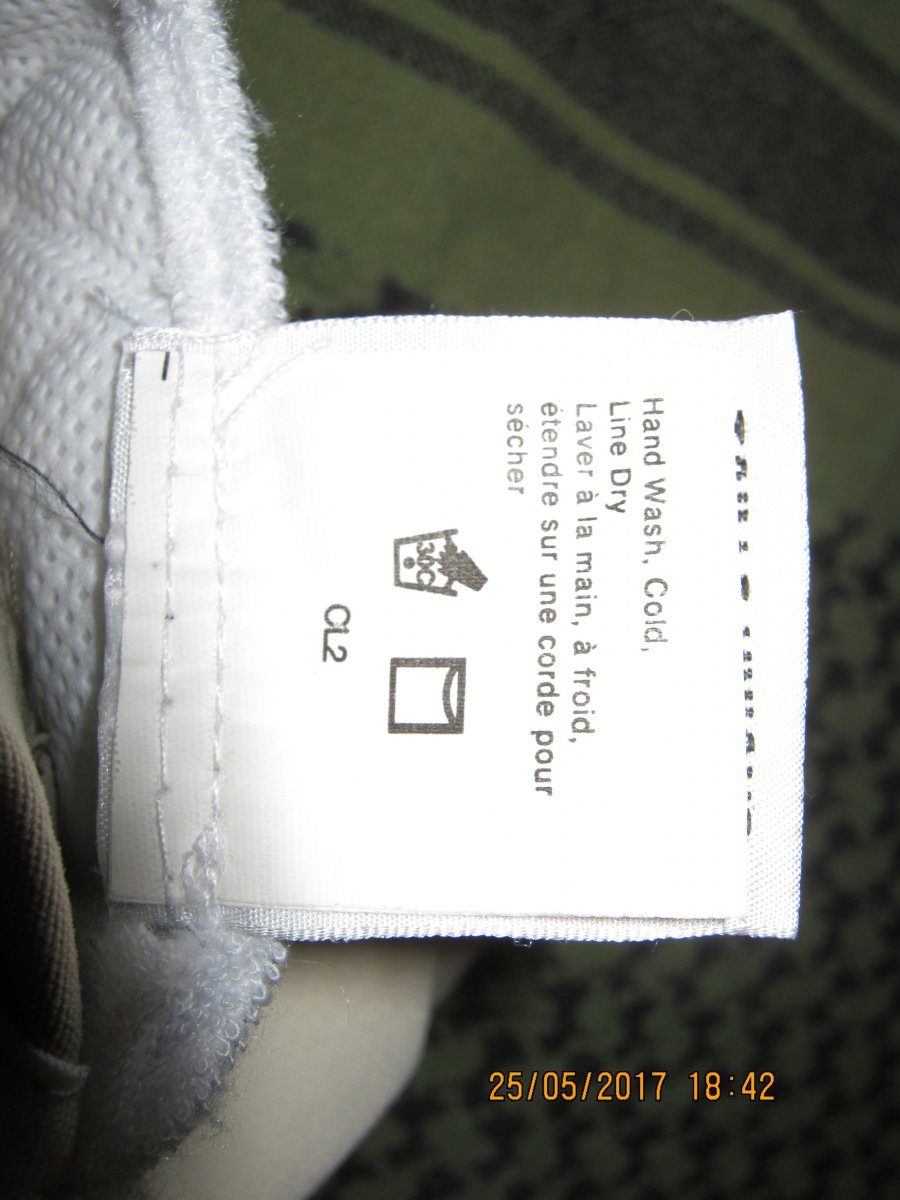 Hand Wash, Cold,
Line Dry
Laver à la main, à froid,
étendre sur une corde pour
sécher
30C
CL2
25/05/2017 18:42